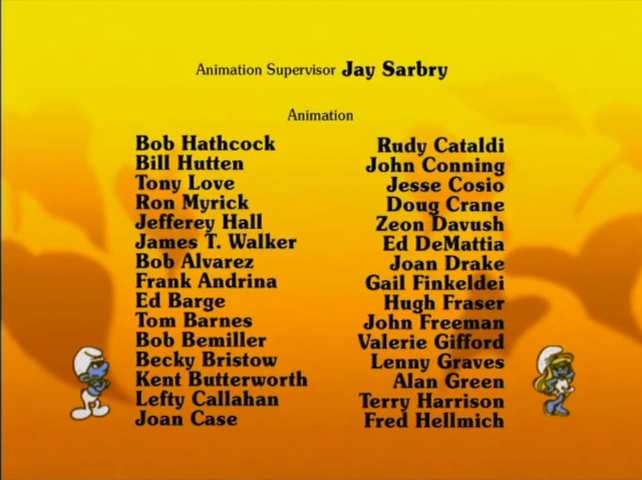 Animation Supervisor Jay Sarbry
Animation
Bob Hathcock
Bill Hutten
Tony Love
Ron Myrick
Jefferey Hall
James T. Walker
Bob Alvarez
Frank Andrina
Ed Barge
Tom Barnes
Bob Bemiller
Becky Bristow
Kent Butterworth
Lefty Callahan
Joan Case
Rudy Cataldi
John Conning
Jesse Cosio
Doug Crane
Zeon Davush
Ed DeMattia
Joan Drake
Gail Finkeldei
Hugh Fraser
John Freeman
Valerie Gifford
Lenny Graves
Alan Green
Terry Harrison
Fred Hellmich